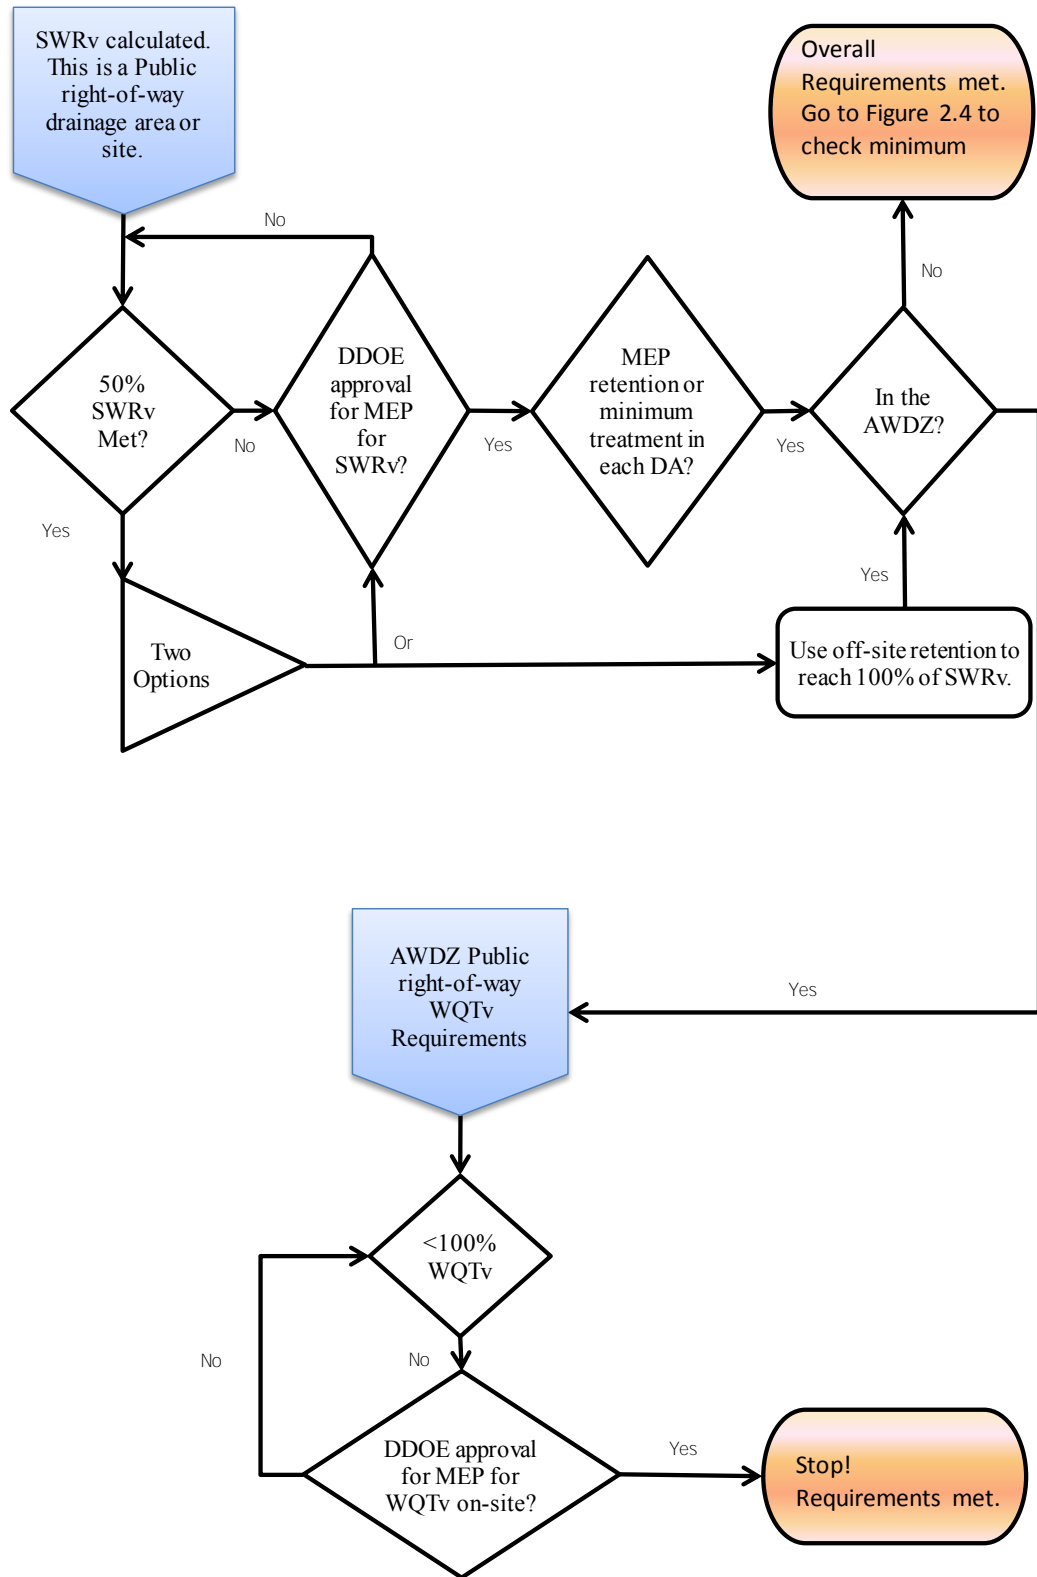 SWRv calculated.
This is a Public
right-of-way
drainage area or
site.
Overall
Requirements met.
Go to Figure 2.4 to
check minimum
No
No
50%
SWRv
Met?
No
DDOE
approval
for MEP
for
SWRv?
Yes
MEP
retention or
minimum
treatment in
each DA?
Yes
In the
AWDZ?
Yes
Two
Options
Or
Yes
Use off-site retention to
reach 100% of SWRv.
AWDZ Public
right-of-way
WQTv
Requirements
Yes
<100%
WQTv
No
No
DDOE approval
for MEP for
WQTv on-site?
Yes
Stop!
Requirements met.